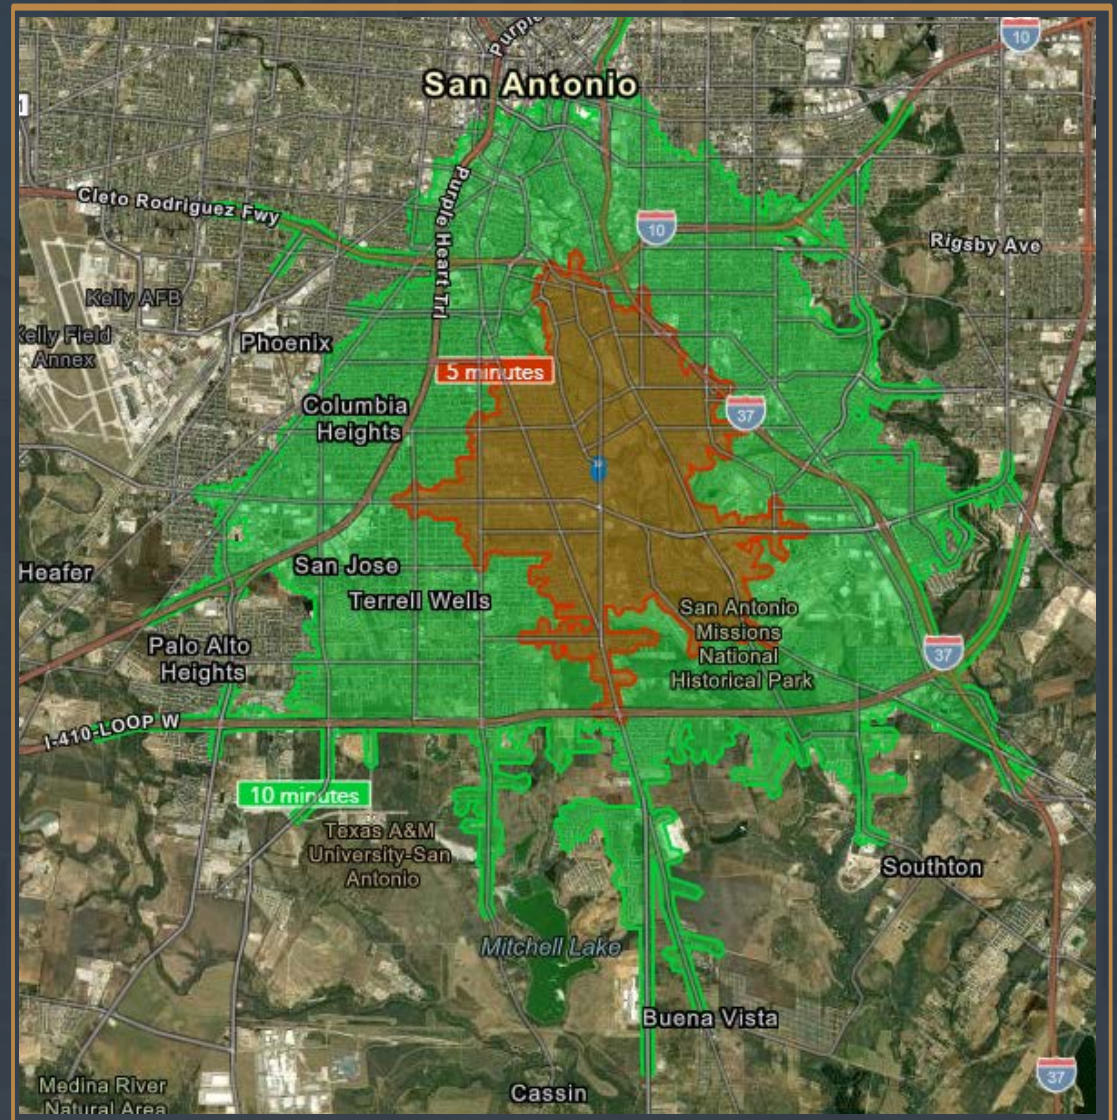 Purple
10
San Antonio
Cleto Rodriguez Fwy
Purple Heart Trl
10
Rigsby Ave
Kelly AFB
Kelly Field
Annex
Phoenix
5 minutes
Columbia
Heights
37
San Jose
Heafer
Terrell Wells
San Antonio
Missions
National
Historical Park
Palo Alto
Heights
37
I-410-LOOP W
10 minutes
Texas A&M
University-San
Antonio
Southton
Mitchell Lake
Buena Vista
37
Medina River
Natural Area
Cassin